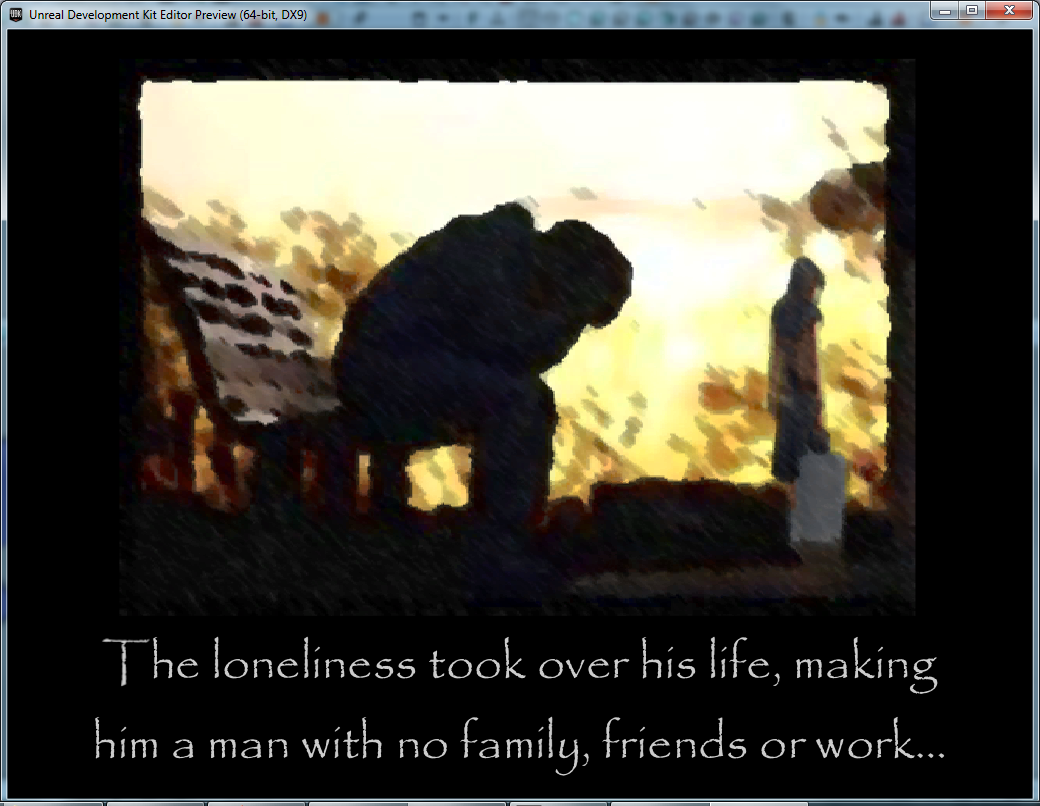 Unreal Development Kit Editor Preview (64-bit, DX9)
The loneliness took over his life, making
him a man with no family, friends or work...